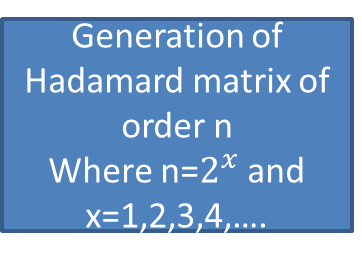 Generation of
Hadamard matrix of
order n
Where n=2^x and
x=1,2,3,4,....